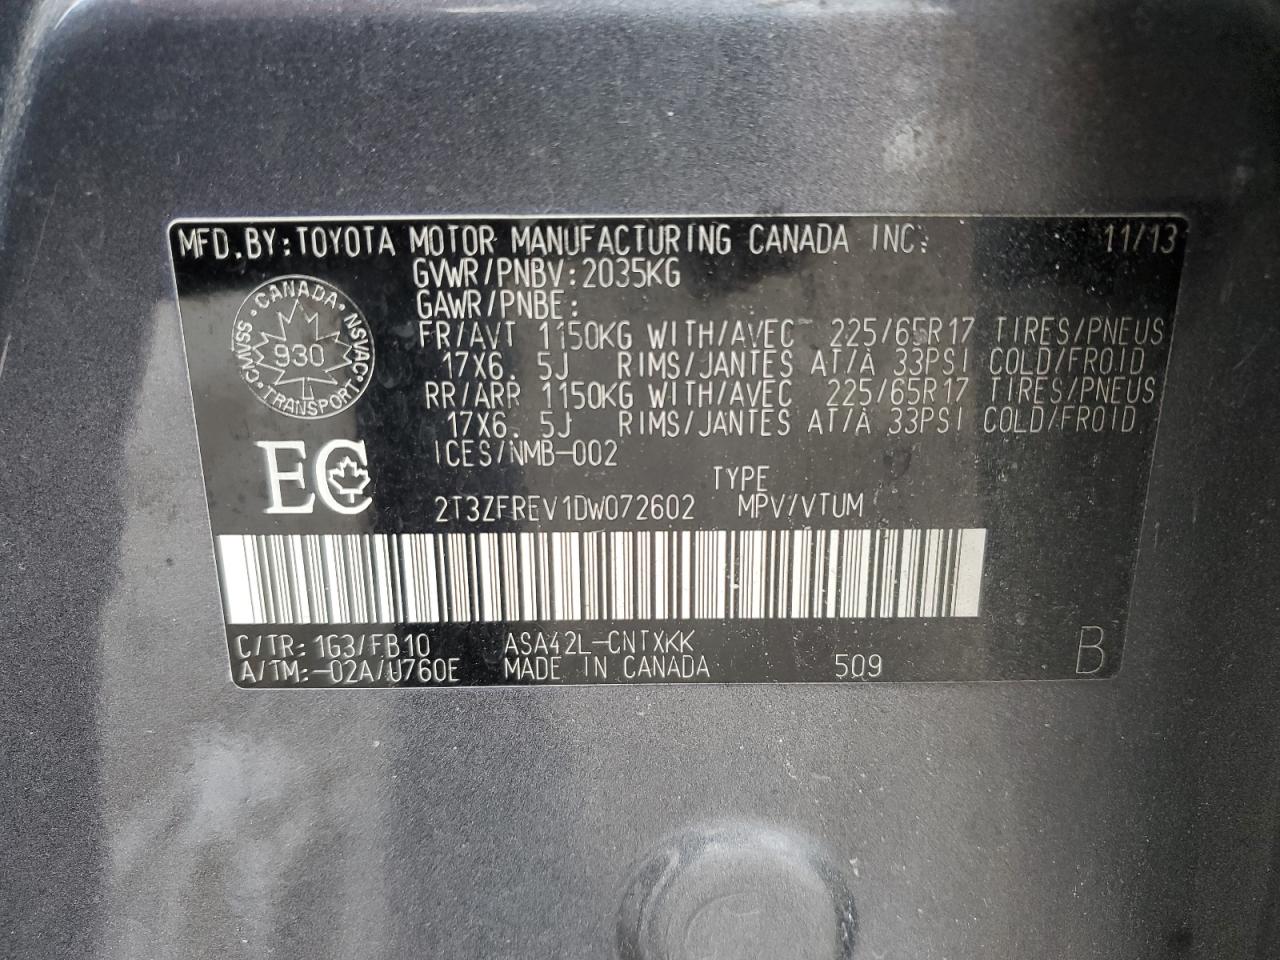 MFD.BY:TOYOTA MOTOR MANUFACTURING CANADA INC. 11/13
GVWR/PNBV:2035KG
GAWR/PNBE:
FR/AVT 1150KG WITH/AVEC 225/65R17 TIRES/PNEUS
17X6.5J RIMS/JANTES AT/À 33PSI COLD/FROID
RR/ARR 1150KG WITH/AVEC 225/65R17 TIRES/PNEUS
17X6.5J RIMS/JANTES AT/À 33PSI COLD/FROID
CANADA · NSVAC · TRANSPORT · CMVSS
930
ICES/NMB-002
EC
TYPE
2T3ZFREV1DW072602 MPV/VTUM
C/TR: 1G3/FB10 ASA42L-CNTXKK
A/TM:-02A/U760E MADE IN CANADA 509 B